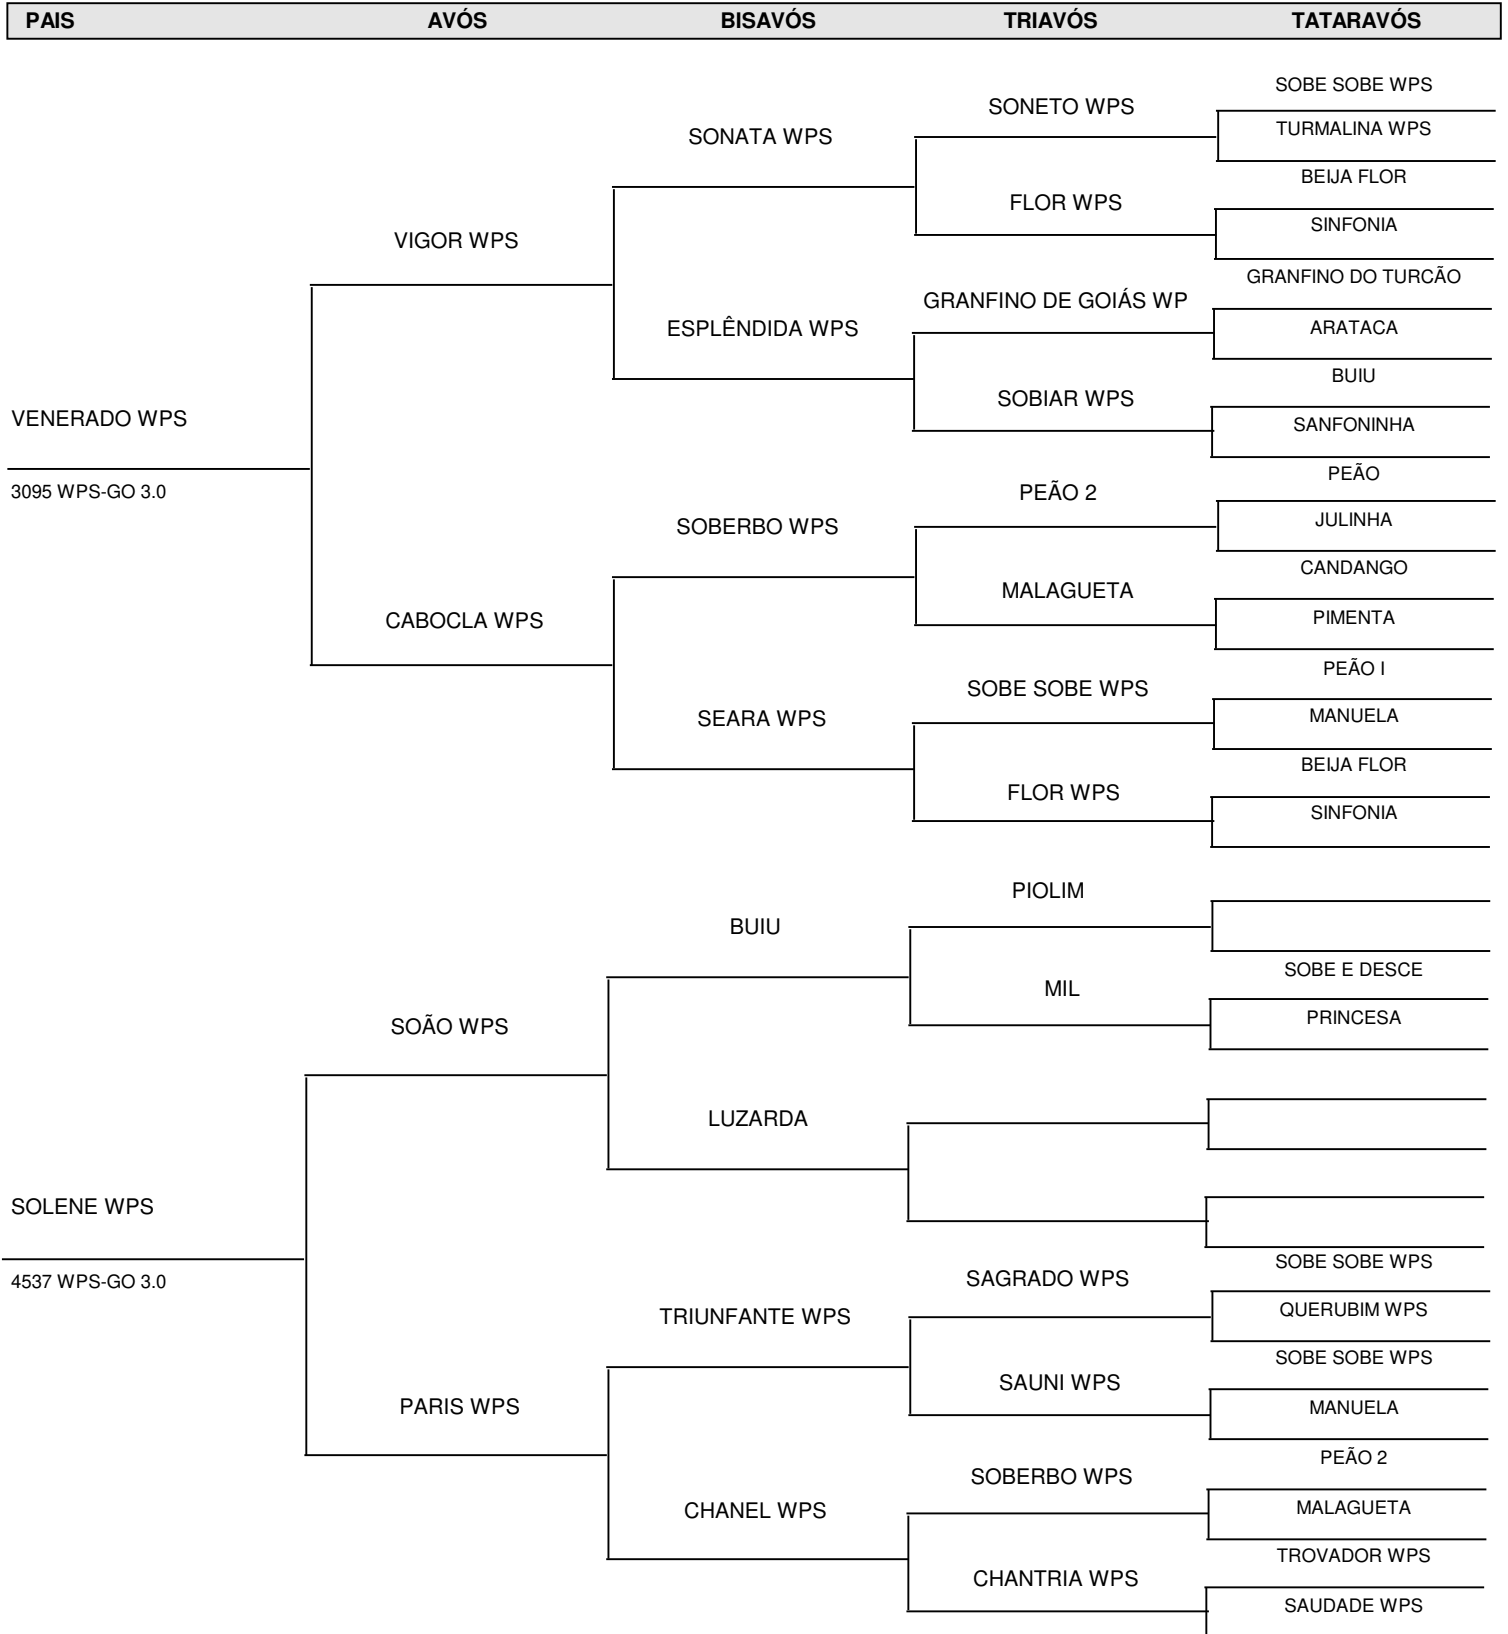 PAIS AVÓS BISAVÓS TRIAVÓS TATARAVÓS
SOBE SOBE WPS
SONETO WPS
TURMALINA WPS
SONATA WPS
BEIJA FLOR
FLOR WPS
SINFONIA
VIGOR WPS
GRANFINO DO TURCÃO
GRANFINO DE GOIÁS WP
ESPLÊNDIDA WPS
ARATACA
BUIU
SOBIAR WPS
VENERADO WPS
SANFONINHA
PEÃO
3095 WPS-GO 3.0
PEÃO 2
SOBERBO WPS
JULINHA
CANDANGO
MALAGUETA
CABOCLA WPS
PIMENTA
PEÃO I
SOBE SOBE WPS
SEARA WPS
MANUELA
BEIJA FLOR
FLOR WPS
SINFONIA
PIOLIM
BUIU
SOBE E DESCE
MIL
SOÃO WPS
PRINCESA
LUZARDA
SOLENE WPS
SOBE SOBE WPS
4537 WPS-GO 3.0
SAGRADO WPS
TRIUNFANTE WPS
QUERUBIM WPS
SOBE SOBE WPS
SAUNI WPS
PARIS WPS
MANUELA
PEÃO 2
SOBERBO WPS
CHANEL WPS
MALAGUETA
TROVADOR WPS
CHANTRIA WPS
SAUDADE WPS